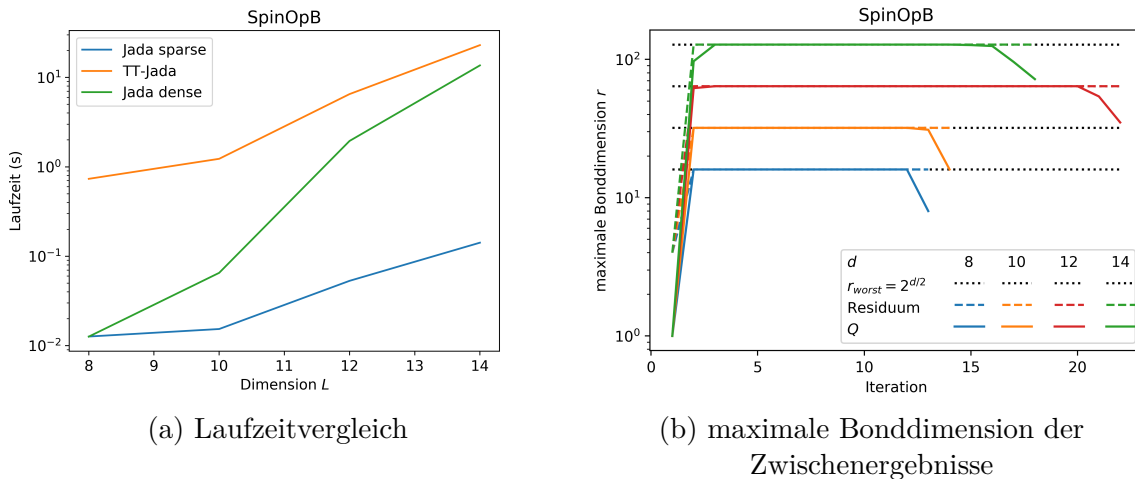 SpinOpB
Jada sparse
TT-Jada
Jada dense
Laufzeit (s)
10^1
10^0
10^{-1}
10^{-2}
8 9 10 11 12 13 14
Dimension L
(a) Laufzeitvergleich
SpinOpB
maximale Bonddimension r
10^2
10^1
10^0
d 8 10 12 14
r_{worst} = 2^{d/2}
Residuum
Q
0 5 10 15 20
Iteration
(b) maximale Bonddimension der
Zwischenergebnisse